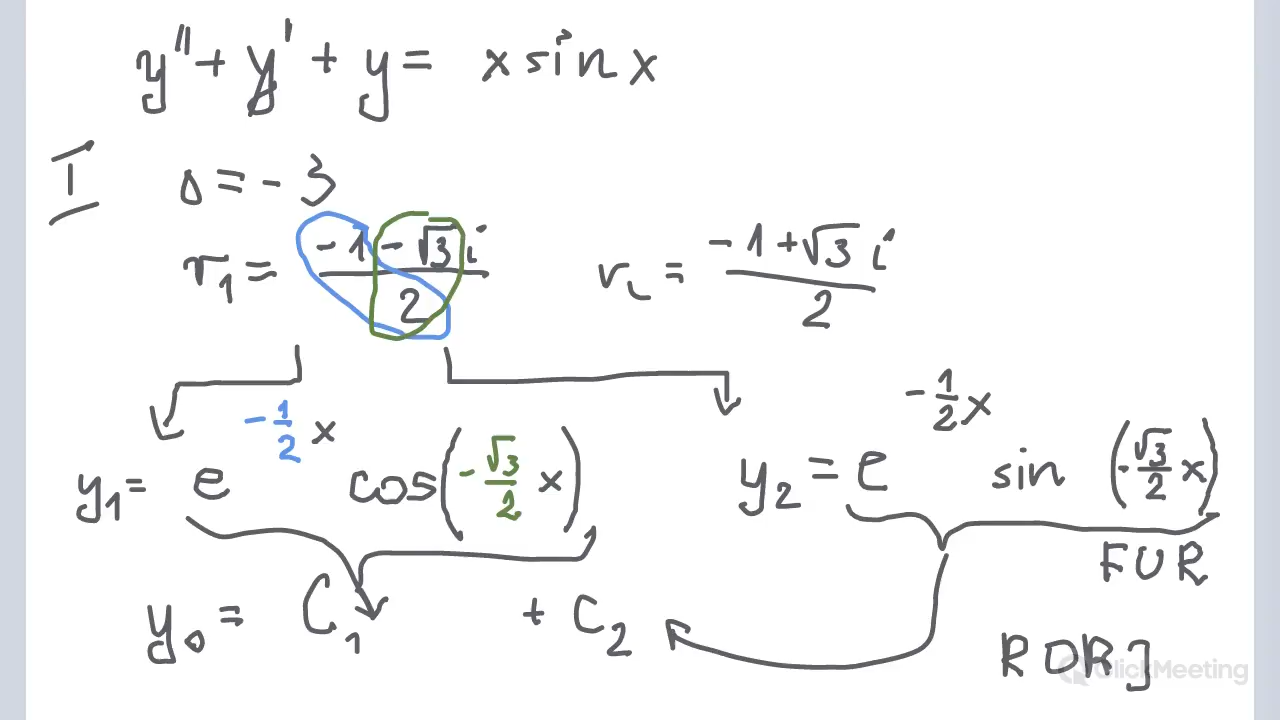 y'' + y' + y = x sin x
I Δ = - 3
r₁ = (-1 - √3 i)/2 r₂ = (-1 + √3 i)/2
y₁ = e^(-1/2 x) cos(-√3/2 x) y₂ = e^(-1/2 x) sin(-√3/2 x)
FUR
y₀ = C₁ + C₂
RORJ
ClickMeeting